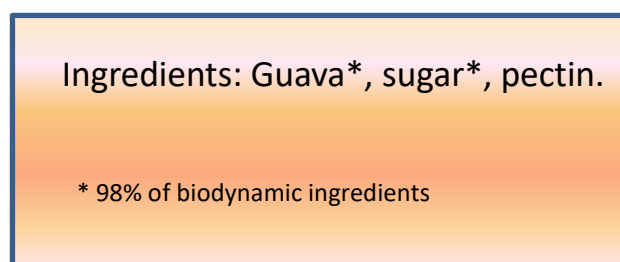 Ingredients: Guava*, sugar*, pectin.
* 98% of biodynamic ingredients